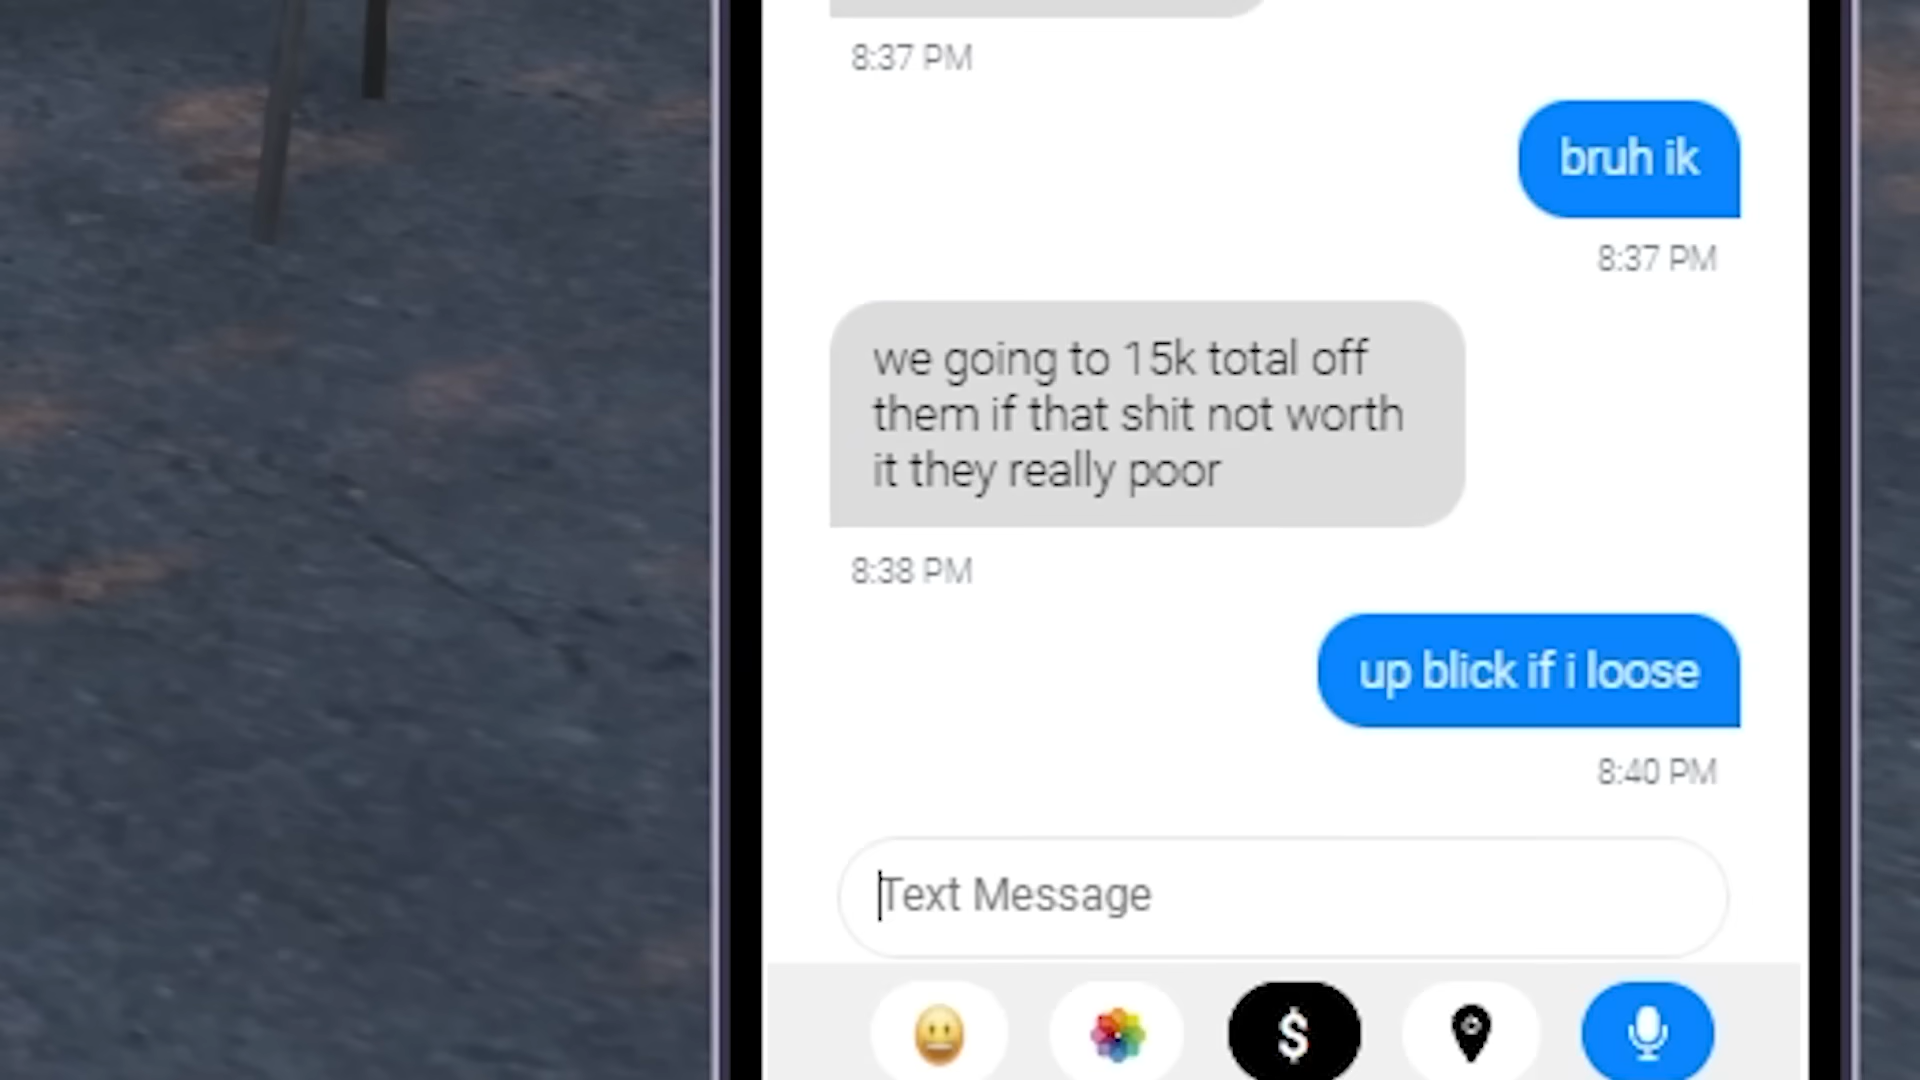 8:37 PM
bruh ik
8:37 PM
we going to 15k total off
them if that shit not worth
it they really poor
8:38 PM
up blick if i loose
8:40 PM
Text Message
$